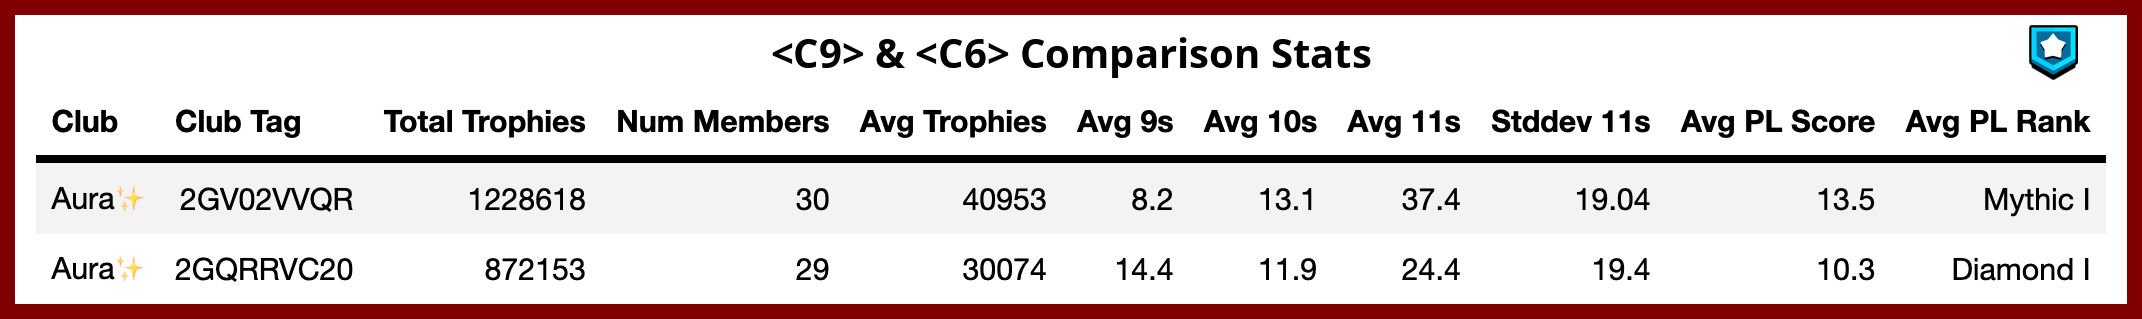 <C9> & <C6> Comparison Stats
Club Club Tag Total Trophies Num Members Avg Trophies Avg 9s Avg 10s Avg 11s Stddev 11s Avg PL Score Avg PL Rank
Aura✨ 2GV02VVQR 1228618 30 40953 8.2 13.1 37.4 19.04 13.5 Mythic I
Aura✨ 2GQRRVC20 872153 29 30074 14.4 11.9 24.4 19.4 10.3 Diamond I